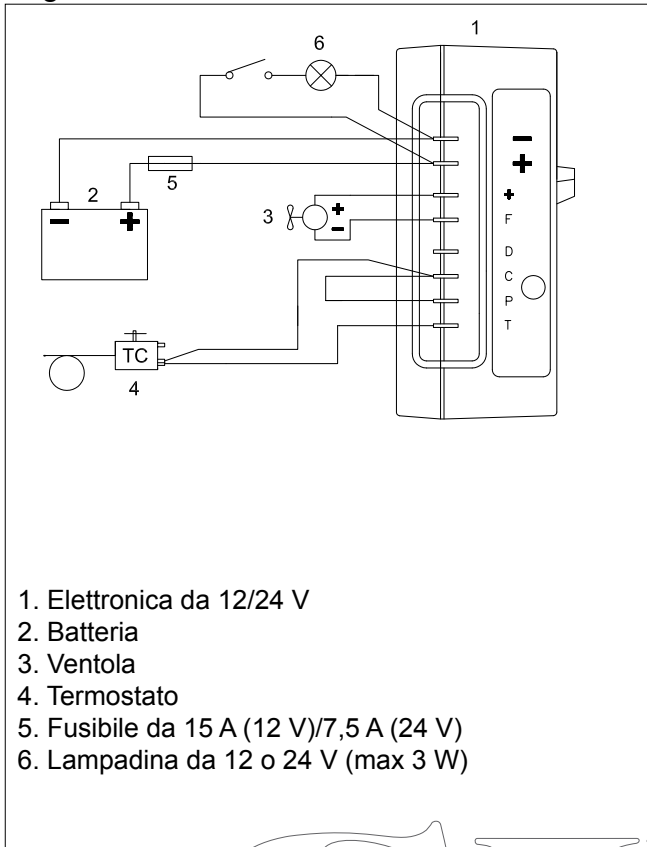 6
1
5
2
3
TC
4
−
+
+
F
D
C
P
T
− +
+
−
1. Elettronica da 12/24 V
2. Batteria
3. Ventola
4. Termostato
5. Fusibile da 15 A (12 V)/7,5 A (24 V)
6. Lampadina da 12 o 24 V (max 3 W)